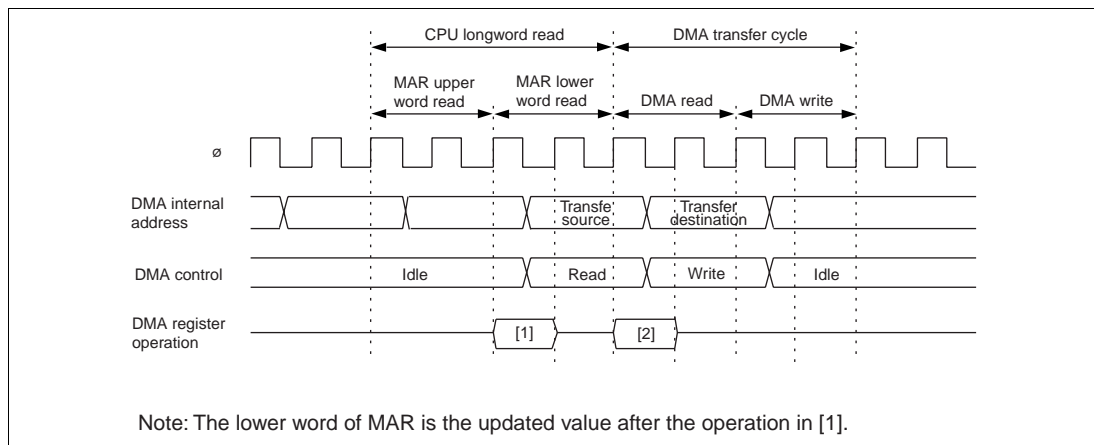 CPU longword read
DMA transfer cycle
MAR upper
word read
MAR lower
word read
DMA read
DMA write
ø
DMA internal
address
Transfe
source
Transfer
destination
DMA control
Idle
Read
Write
Idle
DMA register
operation
[1]
[2]
Note: The lower word of MAR is the updated value after the operation in [1].